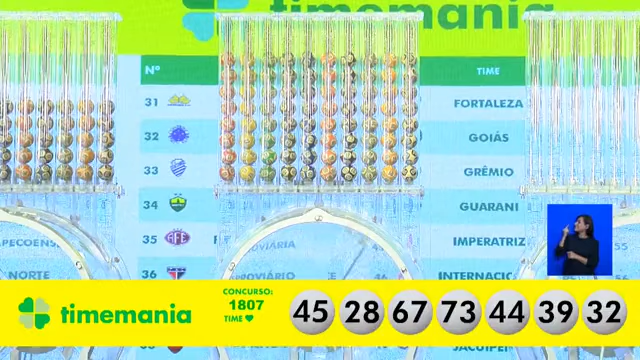 timemania
Nº
TIME
31
FORTALEZA
32
GOIÁS
33
GRÊMIO
34
GUARANI
35
IMPERATRIZ
36
INTERNACIO
NORTE
55
timemania
CONCURSO:
1807
TIME
45 28 67 73 44 39 32